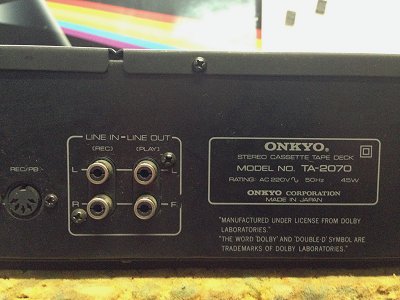 LINE IN LINE OUT
(REC) (PLAY)
REC/PB
L L
R R
ONKYO
STEREO CASSETTE TAPE DECK
MODEL NO. TA-2070
RATING: AC 220V∿ 50Hz 45W
ONKYO CORPORATION
MADE IN JAPAN
"MANUFACTURED UNDER LICENSE FROM DOLBY
LABORATORIES."
"THE WORD 'DOLBY' AND 'DOUBLE-D' SYMBOL ARE
TRADEMARKS OF DOLBY LABORATORIES.